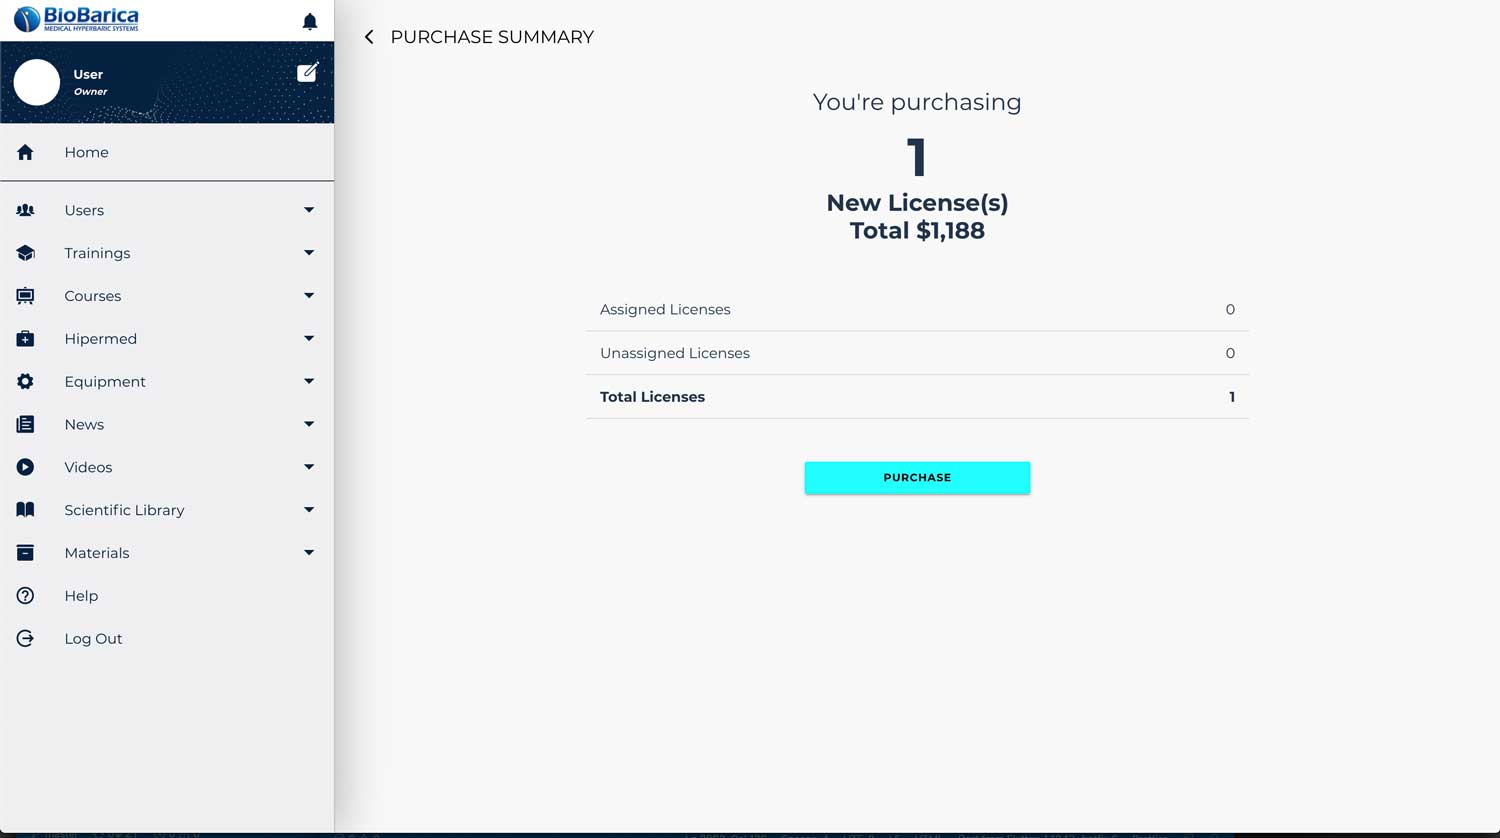 BioBarica
MEDICAL HYPERBARIC SYSTEMS
User
Owner
Home
Users
Trainings
Courses
Hipermed
Equipment
News
Videos
Scientific Library
Materials
Help
Log Out
PURCHASE SUMMARY
You're purchasing
1
New License(s)
Total $1,188
Assigned Licenses 0
Unassigned Licenses 0
Total Licenses 1
PURCHASE